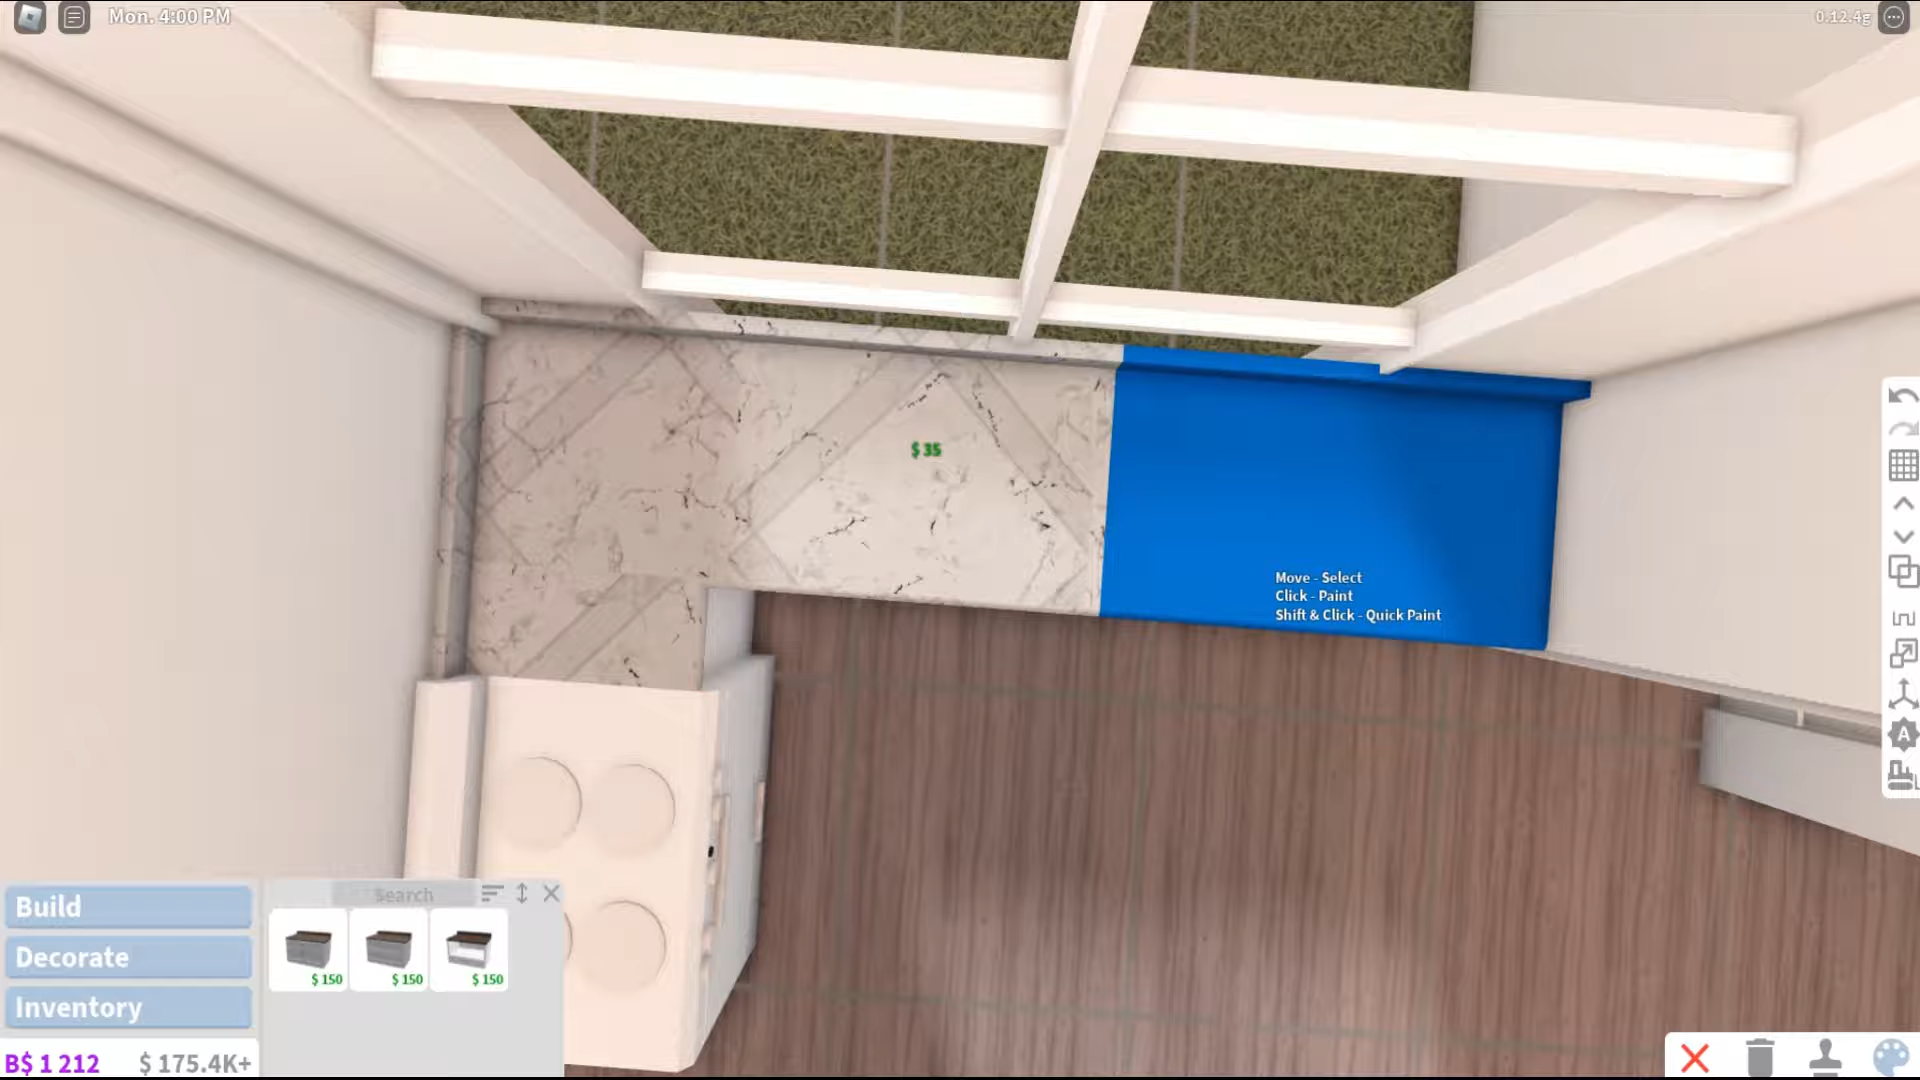 Mon. 4:00 PM
0.12.4g
$ 35
Move - Select
Click - Paint
Shift & Click - Quick Paint
A
Build
Decorate
Inventory
Search
$ 150
$ 150
$ 150
B$ 1 212
$ 175.4K+